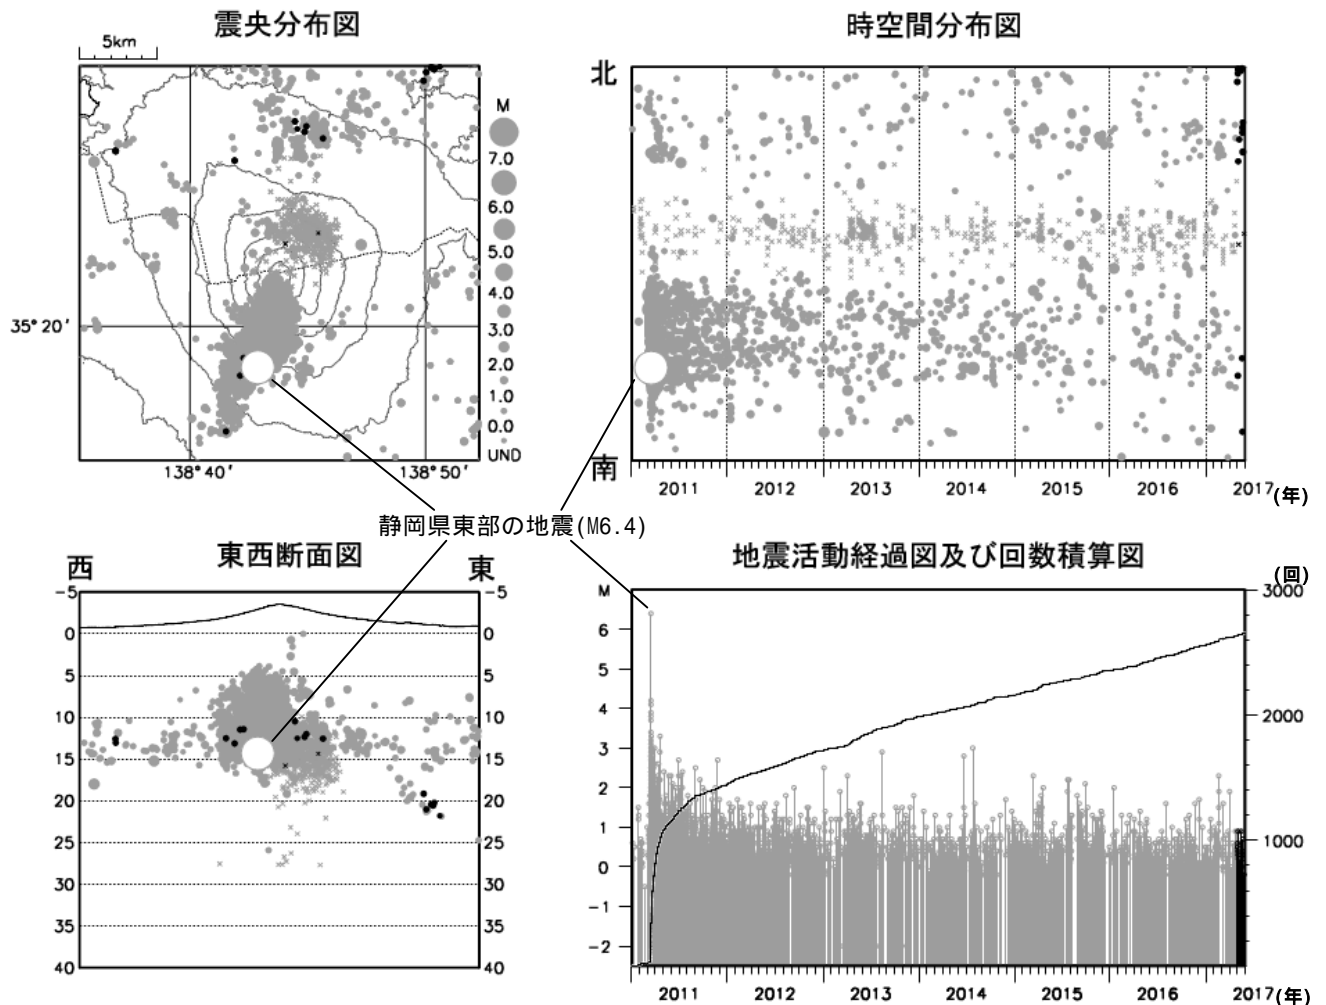 震央分布図
5km
M
7.0
6.0
5.0
4.0
3.0
2.0
1.0
0.0
UND
35° 20′
138° 40′
138° 50′
時空間分布図
北
南
2011 2012 2013 2014 2015 2016 2017 (年)
静岡県東部の地震(M6.4)
東西断面図
西
東
-5 -5
0 0
5 5
10 10
15 15
20 20
25 25
30 30
35 35
40 40
地震活動経過図及び回数積算図
(回)
M
3000
6
5
4
2000
3
2
1
1000
0
-1
-2
2011 2012 2013 2014 2015 2016 2017 (年)